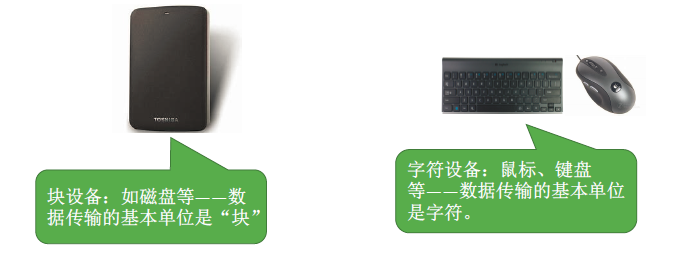 TOSHIBA
块设备：如磁盘等——数
据传输的基本单位是“块”
字符设备：鼠标、键盘
等——数据传输的基本单位
是字符。